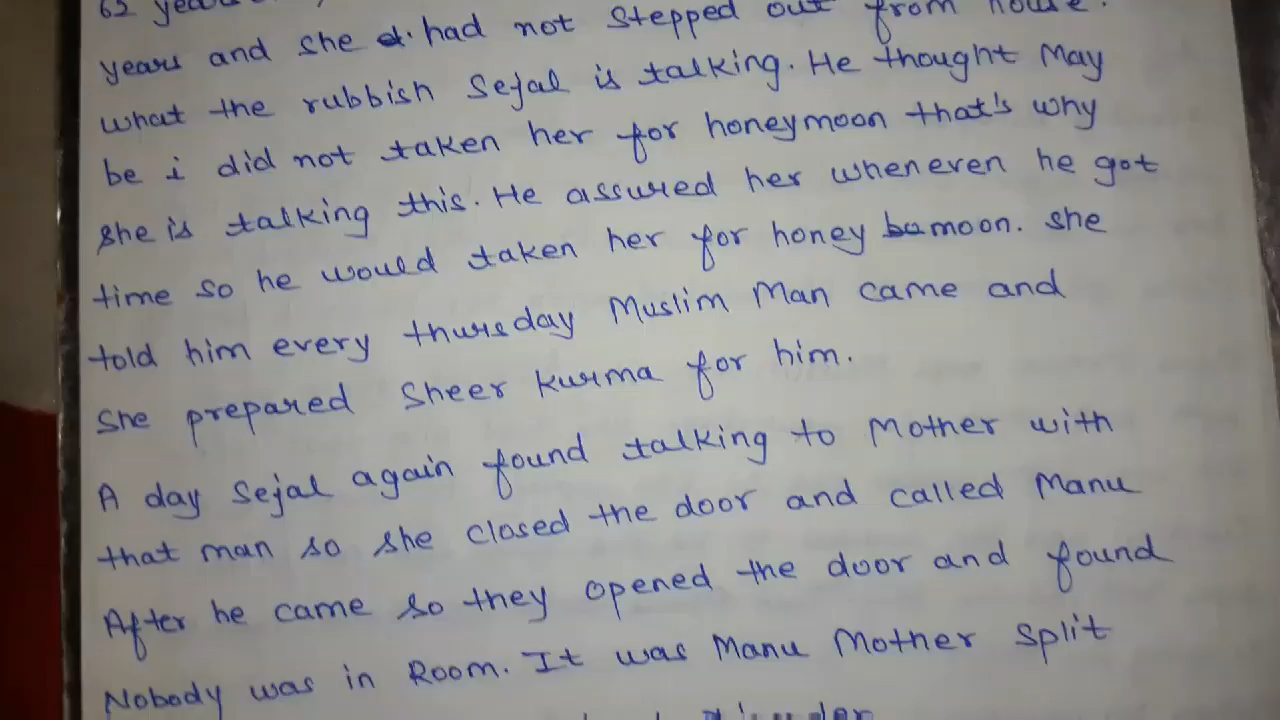 62 years
years and she d. had not stepped out from house.
what the rubbish Sejal is talking. He thought May
be i did not taken her for honeymoon that's why
she is talking this. He assured her wheneven he got
time so he would taken her for honey bamoon. she
told him every thursday Muslim Man came and
she prepared Sheer Kurma for him.
A day Sejal again found talking to Mother with
that man so she closed the door and called Manu
After he came so they opened the door and found
Nobody was in Room. It was Manu Mother split